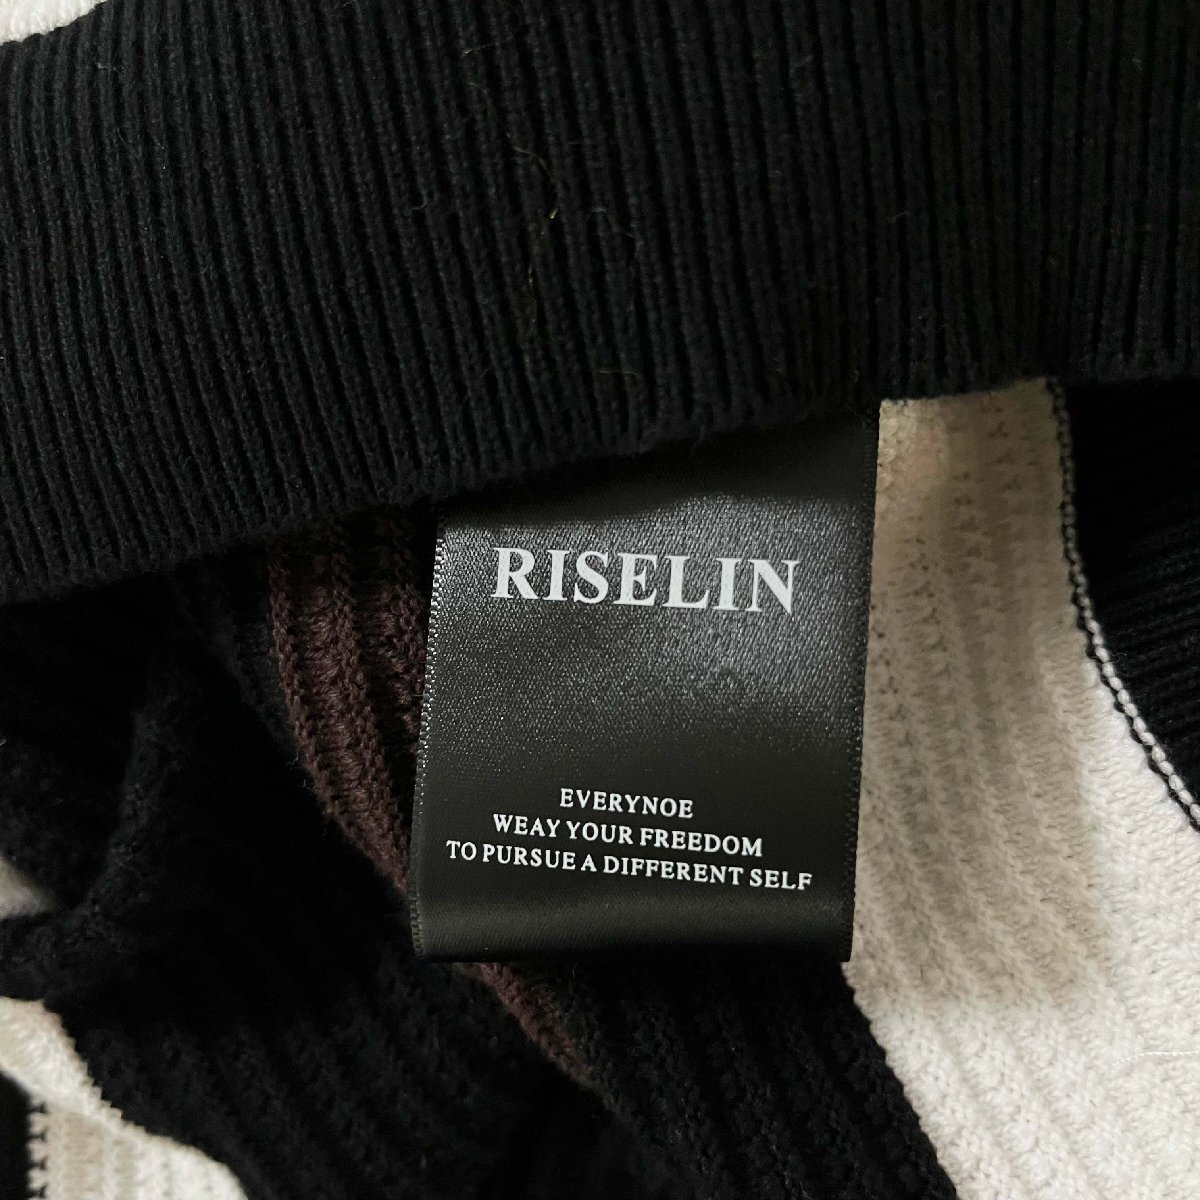 RISELIN
EVERYNOE
WEAY YOUR FREEDOM
TO PURSUE A DIFFERENT SELF